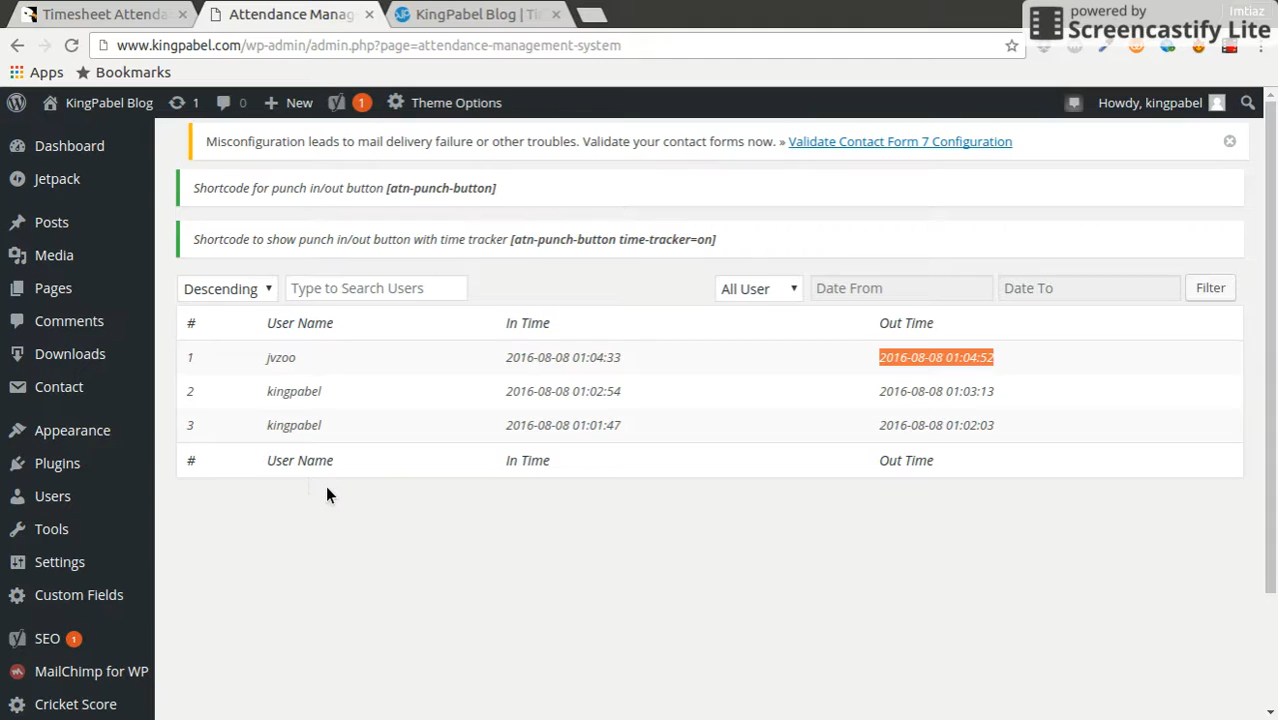 Timesheet Attenda
Attendance Manag
KingPabel Blog | Ti
powered by
Screencastify Lite
Imtiaz
www.kingpabel.com/wp-admin/admin.php?page=attendance-management-system
Apps
Bookmarks
KingPabel Blog
1
0
New
1
Theme Options
Howdy, kingpabel
Dashboard
Jetpack
Posts
Media
Pages
Comments
Downloads
Contact
Appearance
Plugins
Users
Tools
Settings
Custom Fields
SEO 1
MailChimp for WP
Cricket Score
Misconfiguration leads to mail delivery failure or other troubles. Validate your contact forms now. » Validate Contact Form 7 Configuration
Shortcode for punch in/out button [atn-punch-button]
Shortcode to show punch in/out button with time tracker [atn-punch-button time-tracker=on]
Descending
Type to Search Users
All User
Date From
Date To
Filter
# User Name In Time Out Time
1 jvzoo 2016-08-08 01:04:33 2016-08-08 01:04:52
2 kingpabel 2016-08-08 01:02:54 2016-08-08 01:03:13
3 kingpabel 2016-08-08 01:01:47 2016-08-08 01:02:03
# User Name In Time Out Time